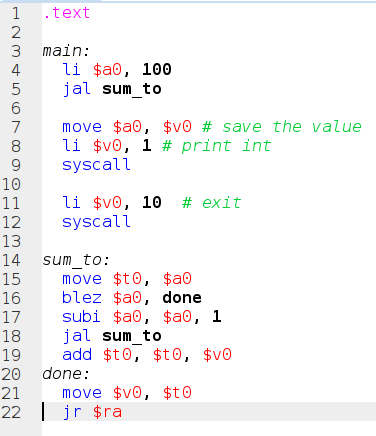 1 .text
2
3 main:
4 li $a0, 100
5 jal sum_to
6
7 move $a0, $v0 # save the value
8 li $v0, 1 # print int
9 syscall
10
11 li $v0, 10 # exit
12 syscall
13
14 sum_to:
15 move $t0, $a0
16 blez $a0, done
17 subi $a0, $a0, 1
18 jal sum_to
19 add $t0, $t0, $v0
20 done:
21 move $v0, $t0
22 jr $ra